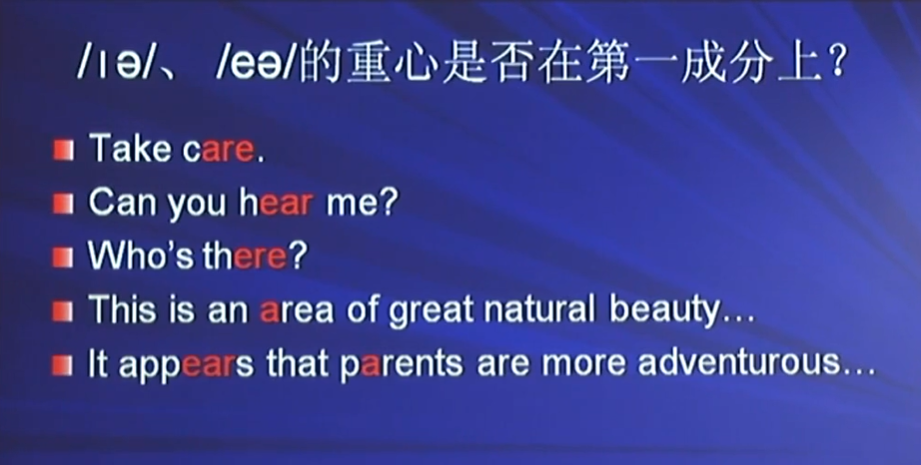 /ɪə/、 /eə/的重心是否在第一成分上？
Take care.
Can you hear me?
Who's there?
This is an area of great natural beauty…
It appears that parents are more adventurous…